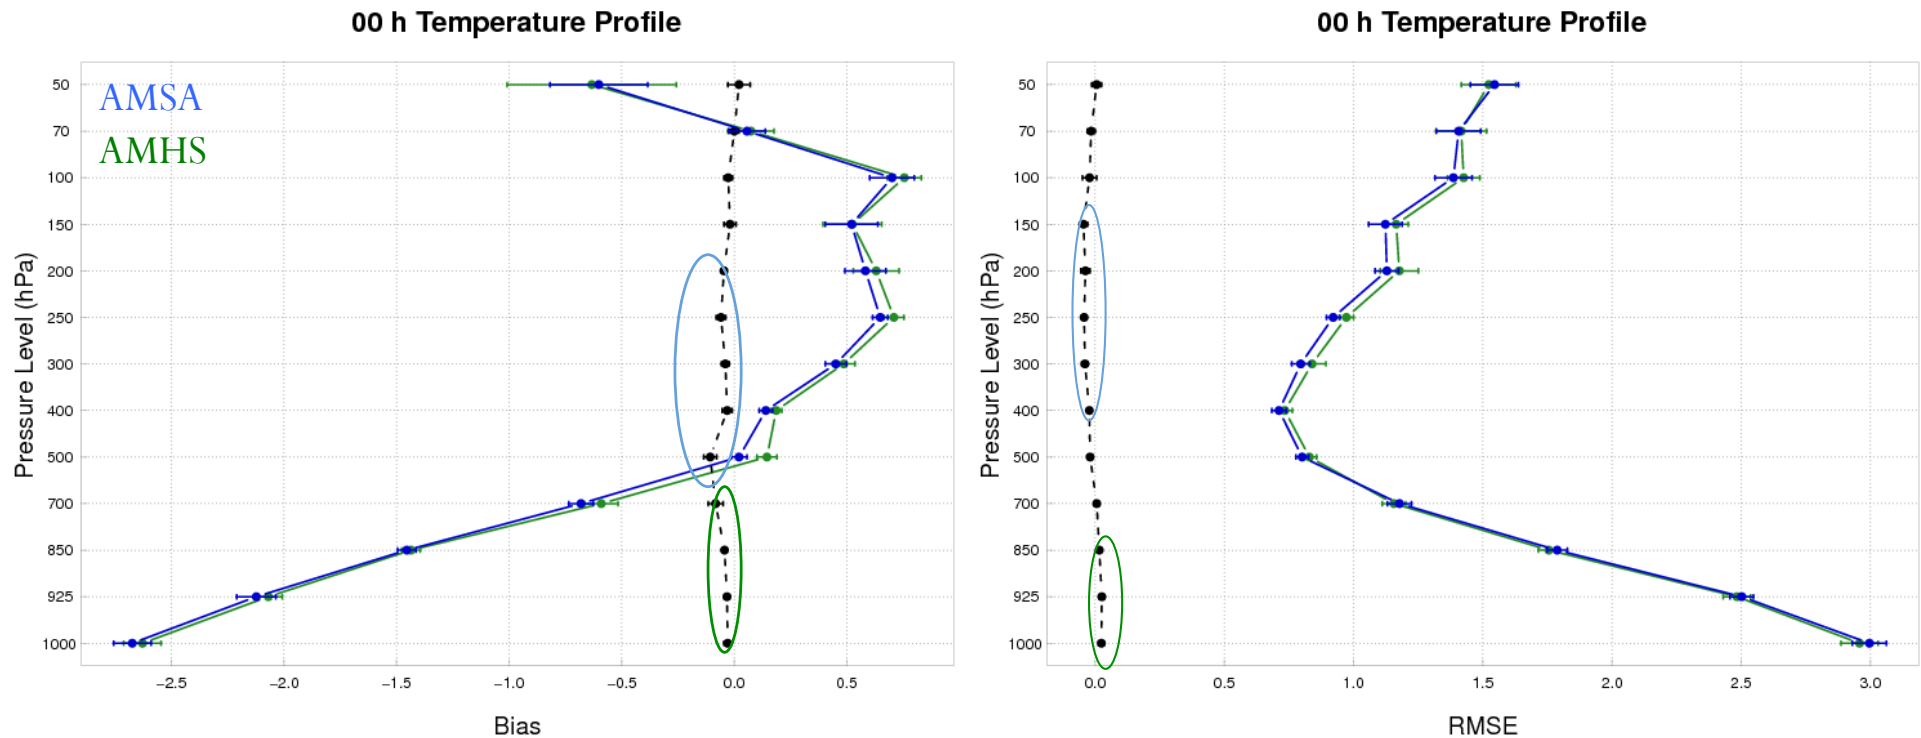 00 h Temperature Profile
AMSA
AMHS
Pressure Level (hPa)
50
70
100
150
200
250
300
400
500
700
850
925
1000
−2.5 −2.0 −1.5 −1.0 −0.5 0.0 0.5
Bias
00 h Temperature Profile
Pressure Level (hPa)
50
70
100
150
200
250
300
400
500
700
850
925
1000
0.0 0.5 1.0 1.5 2.0 2.5 3.0
RMSE